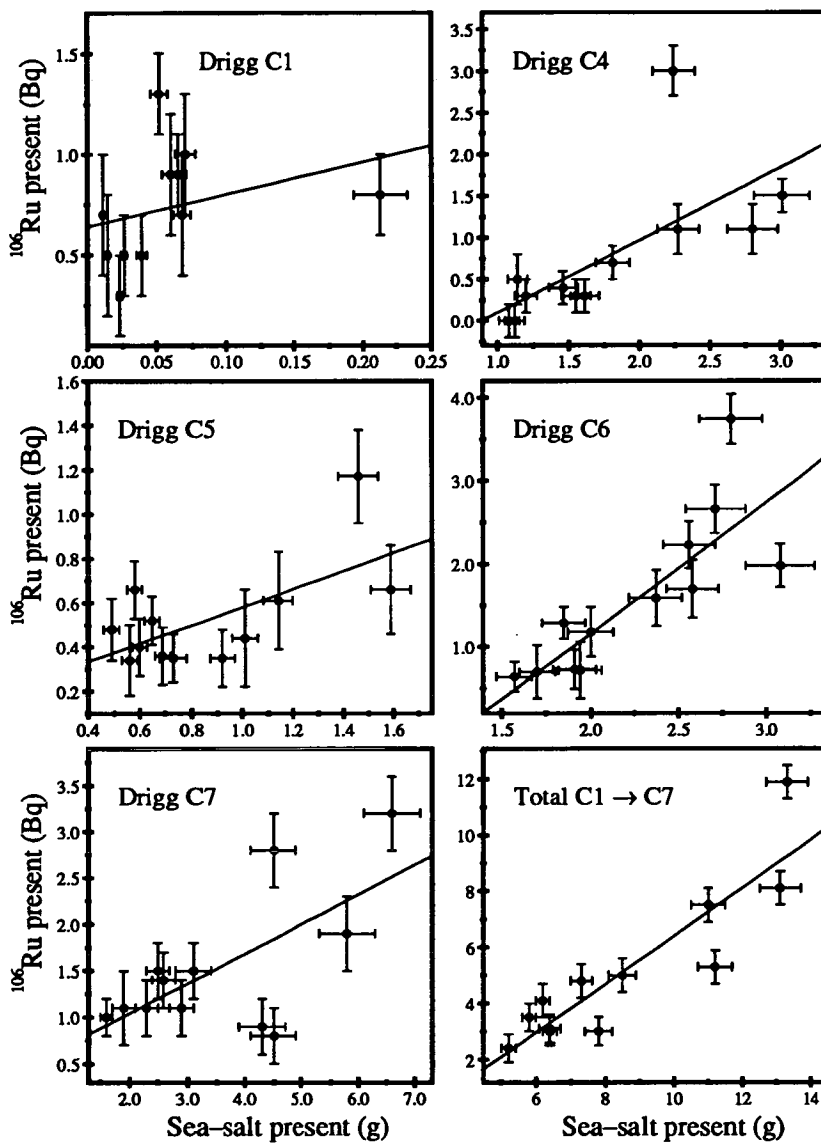 Drigg C1
¹⁰⁶Ru present (Bq)
1.5
1.0
0.5
0.00 0.05 0.10 0.15 0.20 0.25
Drigg C4
4.0
3.5
3.0
2.5
2.0
1.5
1.0
0.5
0.0
1.0 1.5 2.0 2.5 3.0
Drigg C5
¹⁰⁶Ru present (Bq)
1.6
1.4
1.2
1.0
0.8
0.6
0.4
0.2
0.4 0.6 0.8 1.0 1.2 1.4 1.6
Drigg C6
4.0
3.0
2.0
1.0
1.5 2.0 2.5 3.0
Drigg C7
¹⁰⁶Ru present (Bq)
3.5
3.0
2.5
2.0
1.5
1.0
0.5
2.0 3.0 4.0 5.0 6.0 7.0
Sea–salt present (g)
Total C1 → C7
12
10
8
6
4
2
6 8 10 12 14
Sea–salt present (g)